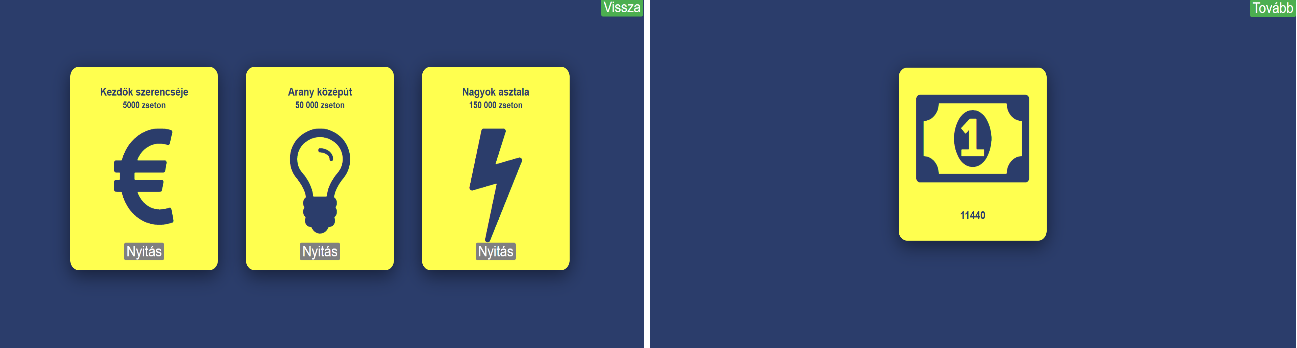 Vissza
Kezdők szerencséje
5000 zseton
Nyitás
Arany középút
50 000 zseton
Nyitás
Nagyok asztala
150 000 zseton
Nyitás
Tovább
1
11440